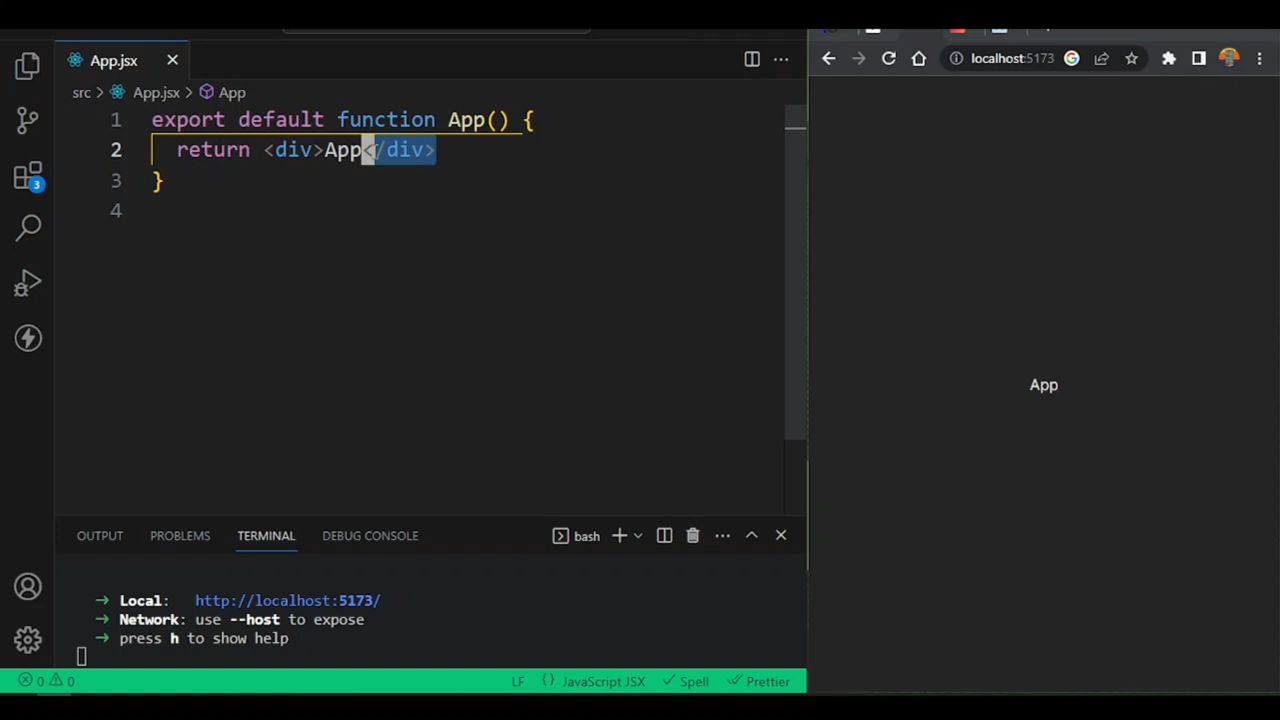 App.jsx
localhost:5173
src > App.jsx > App
1 export default function App() {
2 return <div>App</div>
3 }
4
App
3
OUTPUT PROBLEMS TERMINAL DEBUG CONSOLE bash
→ Local: http://localhost:5173/
→ Network: use --host to expose
→ press h to show help
0 0 LF {} JavaScript JSX Spell Prettier